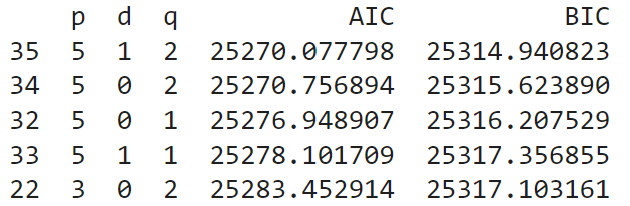 p d q AIC BIC
35 5 1 2 25270.077798 25314.940823
34 5 0 2 25270.756894 25315.623890
32 5 0 1 25276.948907 25316.207529
33 5 1 1 25278.101709 25317.356855
22 3 0 2 25283.452914 25317.103161